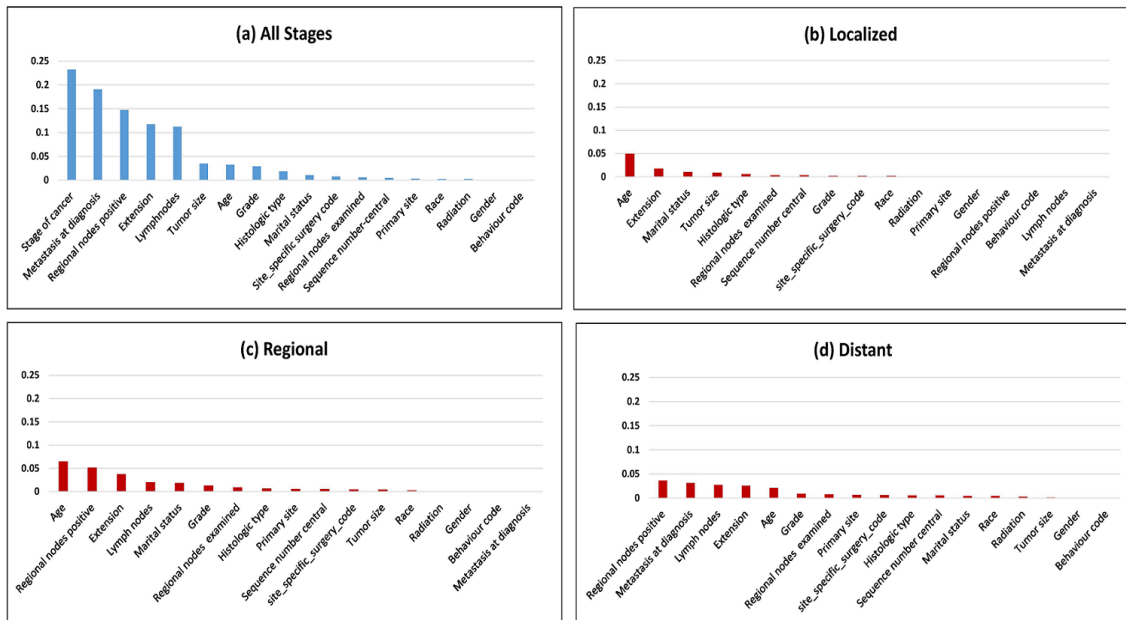 (a) All Stages
0.25
0.2
0.15
0.1
0.05
0
Stage of cancer
Metastasis at diagnosis
Regional nodes positive
Extension
Lymphnodes
Tumor size
Age
Grade
Histologic type
Marital status
Site_specific surgery code
Regional nodes examined
Sequence number-central
Primary site
Race
Radiation
Gender
Behaviour code
(b) Localized
0.25
0.2
0.15
0.1
0.05
0
Age
Extension
Marital status
Tumor size
Histologic type
Regional nodes examined
Sequence number central
Grade
site_specific_surgery_code
Race
Radiation
Primary site
Gender
Regional nodes positive
Behaviour code
Lymph nodes
Metastasis at diagnosis
(c) Regional
0.25
0.2
0.15
0.1
0.05
0
Age
Regional nodes positive
Extension
Lymph nodes
Marital status
Grade
Regional nodes examined
Histologic type
Primary site
Sequence number central
site_specific_surgery_code
Tumor size
Race
Radiation
Gender
Behaviour code
Metastasis at diagnosis
(d) Distant
0.25
0.2
0.15
0.1
0.05
0
Regional nodes positive
Metastasis at diagnosis
Lymph nodes
Extension
Age
Grade
Regional nodes examined
Primary site
site_specific_surgery_code
Histologic type
Sequence number central
Marital status
Race
Radiation
Tumor size
Gender
Behaviour code